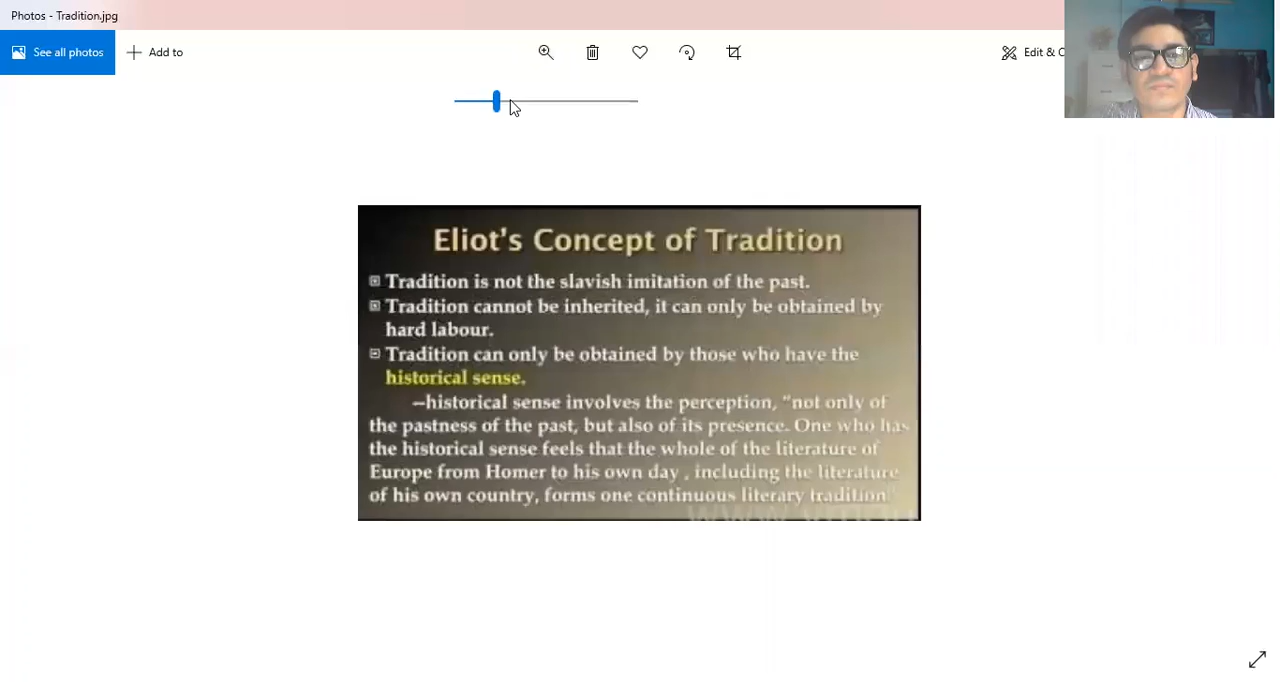 Photos - Tradition.jpg
See all photos
Add to
Edit & C
Eliot's Concept of Tradition
Tradition is not the slavish imitation of the past.
Tradition cannot be inherited, it can only be obtained by
hard labour.
Tradition can only be obtained by those who have the
historical sense.
–historical sense involves the perception, “not only of
the pastness of the past, but also of its presence. One who has
the historical sense feels that the whole of the literature of
Europe from Homer to his own day , including the literature
of his own country, forms one continuous literary tradition”